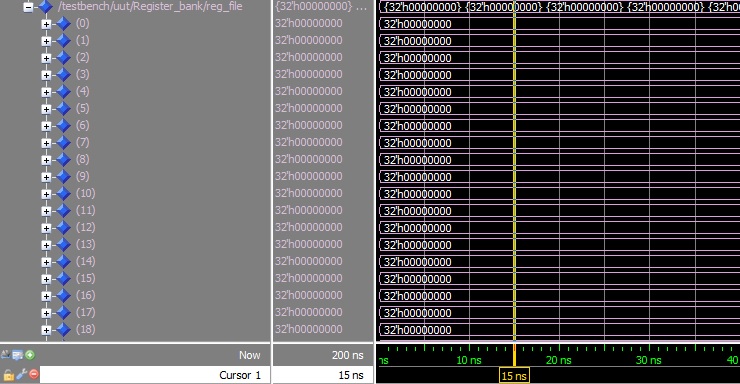 /testbench/uut/Register_bank/reg_file {32'h00000000} ... {32'h00000000} {32'h00000000} {32'h00000000} {32'h00000000} {32'h0
(0) 32'h00000000 32'h00000000
(1) 32'h00000000 32'h00000000
(2) 32'h00000000 32'h00000000
(3) 32'h00000000 32'h00000000
(4) 32'h00000000 32'h00000000
(5) 32'h00000000 32'h00000000
(6) 32'h00000000 32'h00000000
(7) 32'h00000000 32'h00000000
(8) 32'h00000000 32'h00000000
(9) 32'h00000000 32'h00000000
(10) 32'h00000000 32'h00000000
(11) 32'h00000000 32'h00000000
(12) 32'h00000000 32'h00000000
(13) 32'h00000000 32'h00000000
(14) 32'h00000000 32'h00000000
(15) 32'h00000000 32'h00000000
(16) 32'h00000000 32'h00000000
(17) 32'h00000000 32'h00000000
(18) 32'h00000000 32'h00000000
Now 200 ns ns 10 ns 20 ns 30 ns 40
Cursor 1 15 ns 15 ns